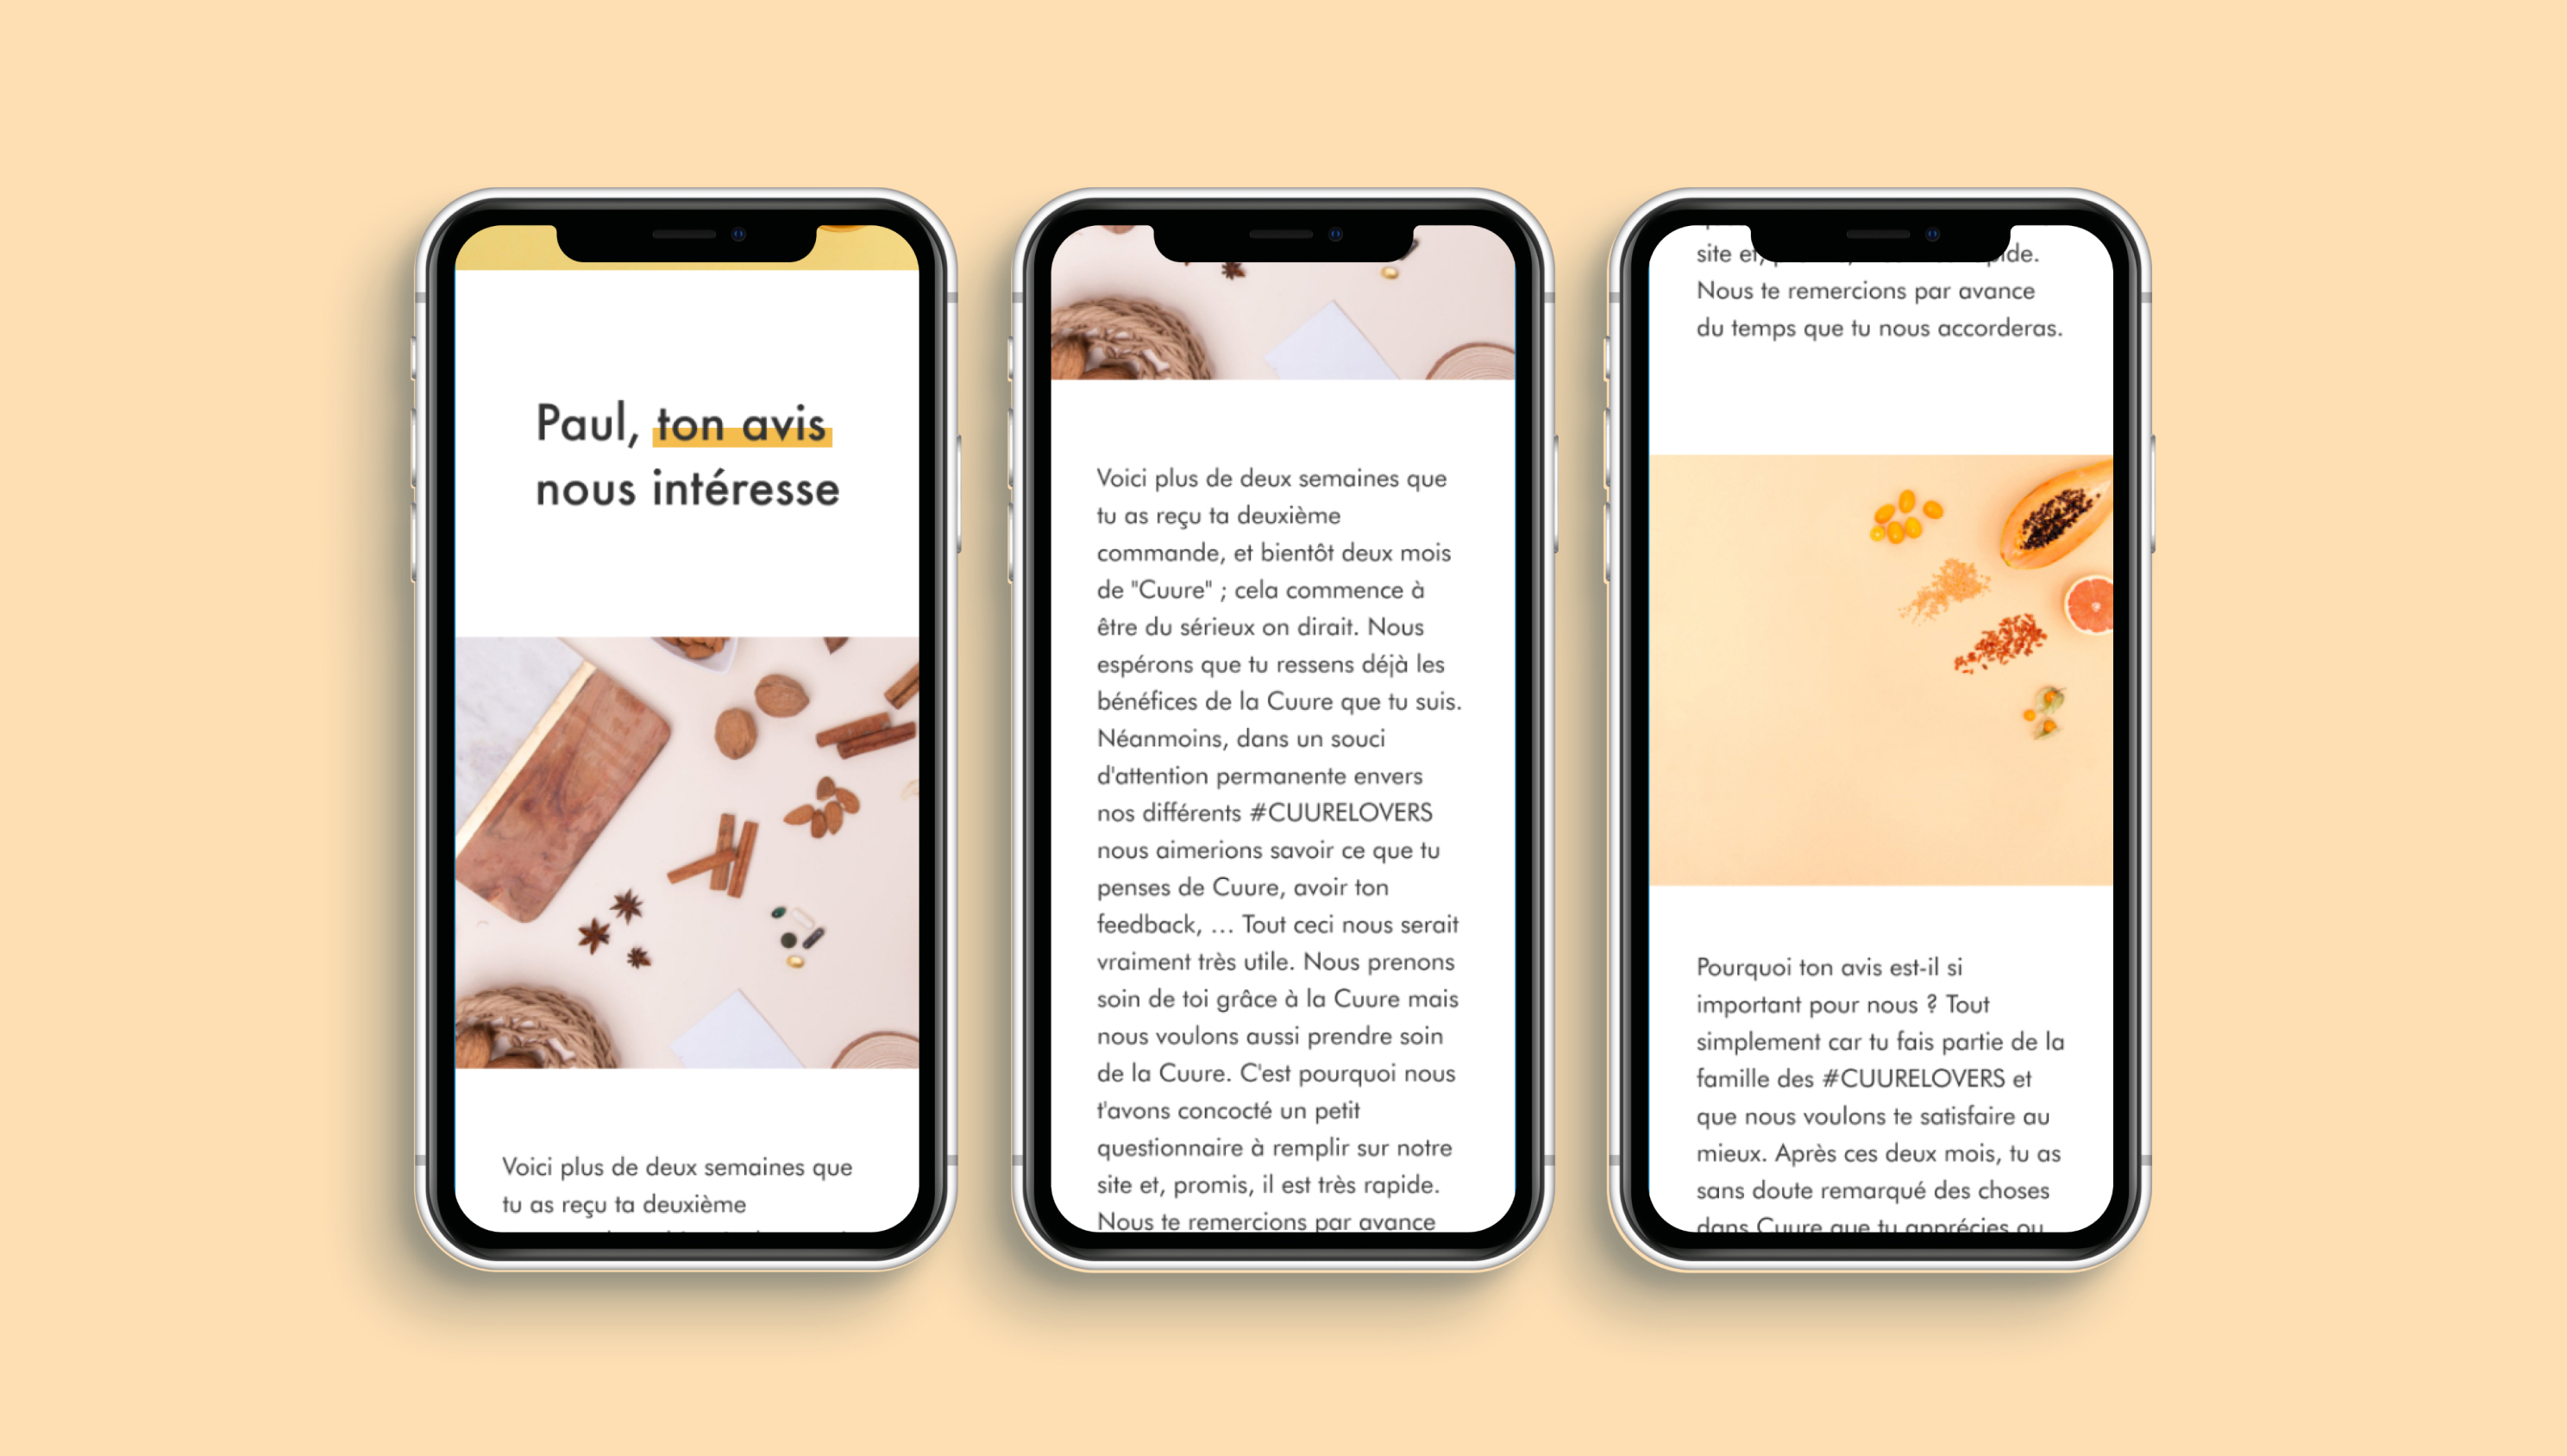 Paul, ton avis
nous intéresse
Voici plus de deux semaines que
tu as reçu ta deuxième
Voici plus de deux semaines que
tu as reçu ta deuxième
commande, et bientôt deux mois
de "Cuure" ; cela commence à
être du sérieux on dirait. Nous
espérons que tu ressens déjà les
bénéfices de la Cuure que tu suis.
Néanmoins, dans un souci
d'attention permanente envers
nos différents #CUURELOVERS
nous aimerions savoir ce que tu
penses de Cuure, avoir ton
feedback, ... Tout ceci nous serait
vraiment très utile. Nous prenons
soin de toi grâce à la Cuure mais
nous voulons aussi prendre soin
de la Cuure. C'est pourquoi nous
t'avons concocté un petit
questionnaire à remplir sur notre
site et, promis, il est très rapide.
Nous te remercions par avance
site et,
Nous te remercions par avance
du temps que tu nous accorderas.
Pourquoi ton avis est-il si
important pour nous ? Tout
simplement car tu fais partie de la
famille des #CUURELOVERS et
que nous voulons te satisfaire au
mieux. Après ces deux mois, tu as
sans doute remarqué des choses
dans Cuure que tu apprécies ou